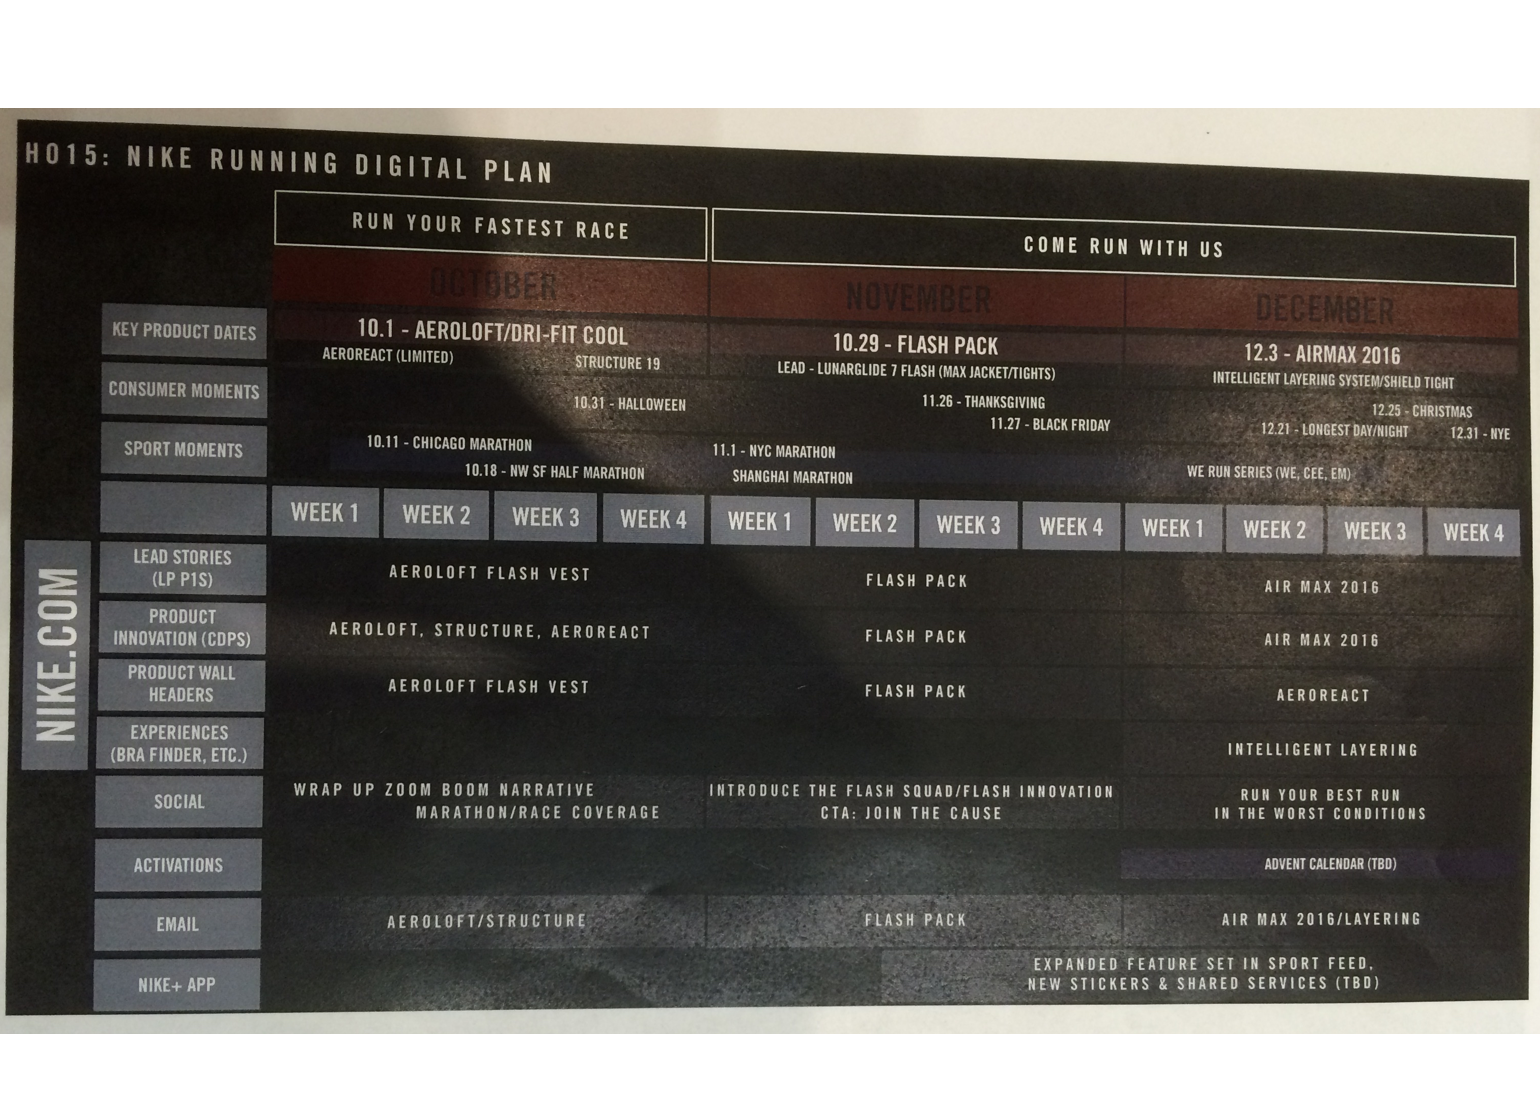 HO15: NIKE RUNNING DIGITAL PLAN
RUN YOUR FASTEST RACE
COME RUN WITH US
OCTOBER
NOVEMBER
DECEMBER
KEY PRODUCT DATES
10.1 - AEROLOFT/DRI-FIT COOL
AEROREACT (LIMITED)
STRUCTURE 19
10.29 - FLASH PACK
LEAD - LUNARGLIDE 7 FLASH (MAX JACKET/TIGHTS)
12.3 - AIRMAX 2016
INTELLIGENT LAYERING SYSTEM/SHIELD TIGHT
CONSUMER MOMENTS
10.31 - HALLOWEEN
11.26 - THANKSGIVING
11.27 - BLACK FRIDAY
12.25 - CHRISTMAS
12.21 - LONGEST DAY/NIGHT
12.31 - NYE
SPORT MOMENTS
10.11 - CHICAGO MARATHON
10.18 - NW SF HALF MARATHON
11.1 - NYC MARATHON
SHANGHAI MARATHON
WE RUN SERIES (WE, CEE, EM)
WEEK 1
WEEK 2
WEEK 3
WEEK 4
WEEK 1
WEEK 2
WEEK 3
WEEK 4
WEEK 1
WEEK 2
WEEK 3
WEEK 4
NIKE.COM
LEAD STORIES
(LP P1S)
AEROLOFT FLASH VEST
FLASH PACK
AIR MAX 2016
PRODUCT
INNOVATION (CDPS)
AEROLOFT, STRUCTURE, AEROREACT
FLASH PACK
AIR MAX 2016
PRODUCT WALL
HEADERS
AEROLOFT FLASH VEST
FLASH PACK
AEROREACT
EXPERIENCES
(BRA FINDER, ETC.)
INTELLIGENT LAYERING
SOCIAL
WRAP UP ZOOM BOOM NARRATIVE
MARATHON/RACE COVERAGE
INTRODUCE THE FLASH SQUAD/FLASH INNOVATION
CTA: JOIN THE CAUSE
RUN YOUR BEST RUN
IN THE WORST CONDITIONS
ACTIVATIONS
ADVENT CALENDAR (TBD)
EMAIL
AEROLOFT/STRUCTURE
FLASH PACK
AIR MAX 2016/LAYERING
NIKE+ APP
EXPANDED FEATURE SET IN SPORT FEED,
NEW STICKERS & SHARED SERVICES (TBD)